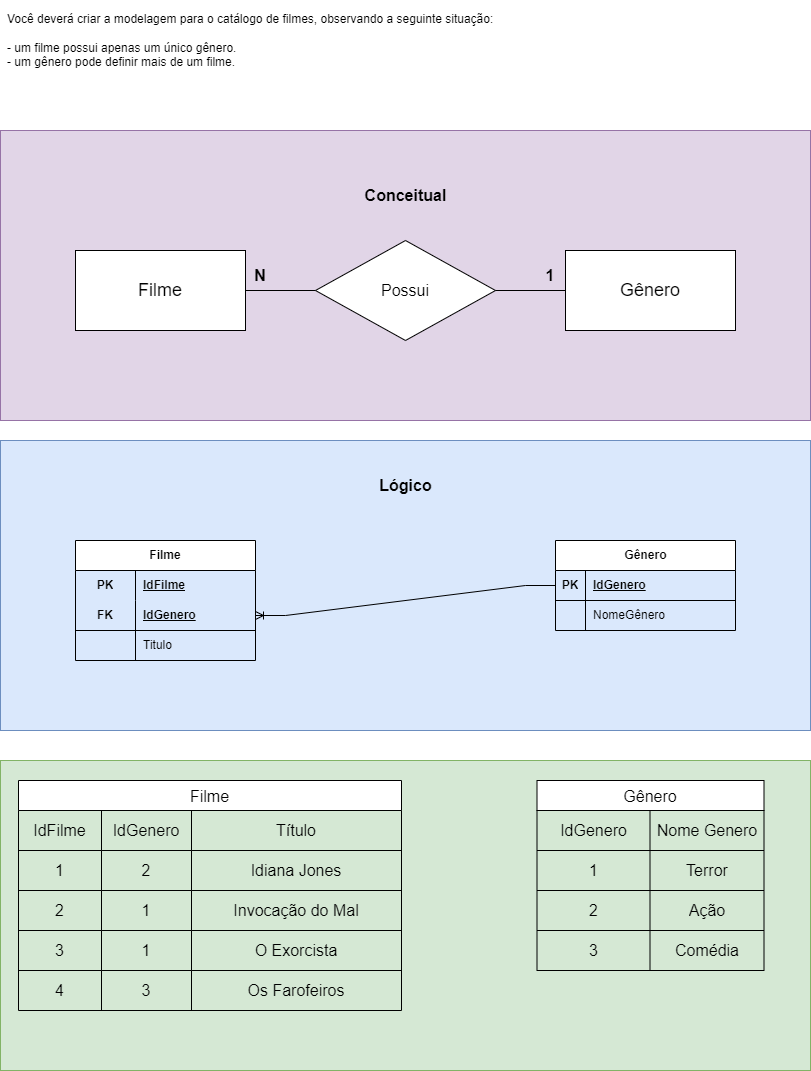 Você deverá criar a modelagem para o catálogo de filmes, observando a seguinte situação:
- um filme possui apenas um único gênero.
- um gênero pode definir mais de um filme.
Conceitual
Filme
N
Possui
1
Gênero
Lógico
Filme
PK IdFilme
FK IdGenero
Titulo
Gênero
PK IdGenero
NomeGênero
Filme
IdFilme IdGenero Título
1 2 Idiana Jones
2 1 Invocação do Mal
3 1 O Exorcista
4 3 Os Farofeiros
Gênero
IdGenero Nome Genero
1 Terror
2 Ação
3 Comédia